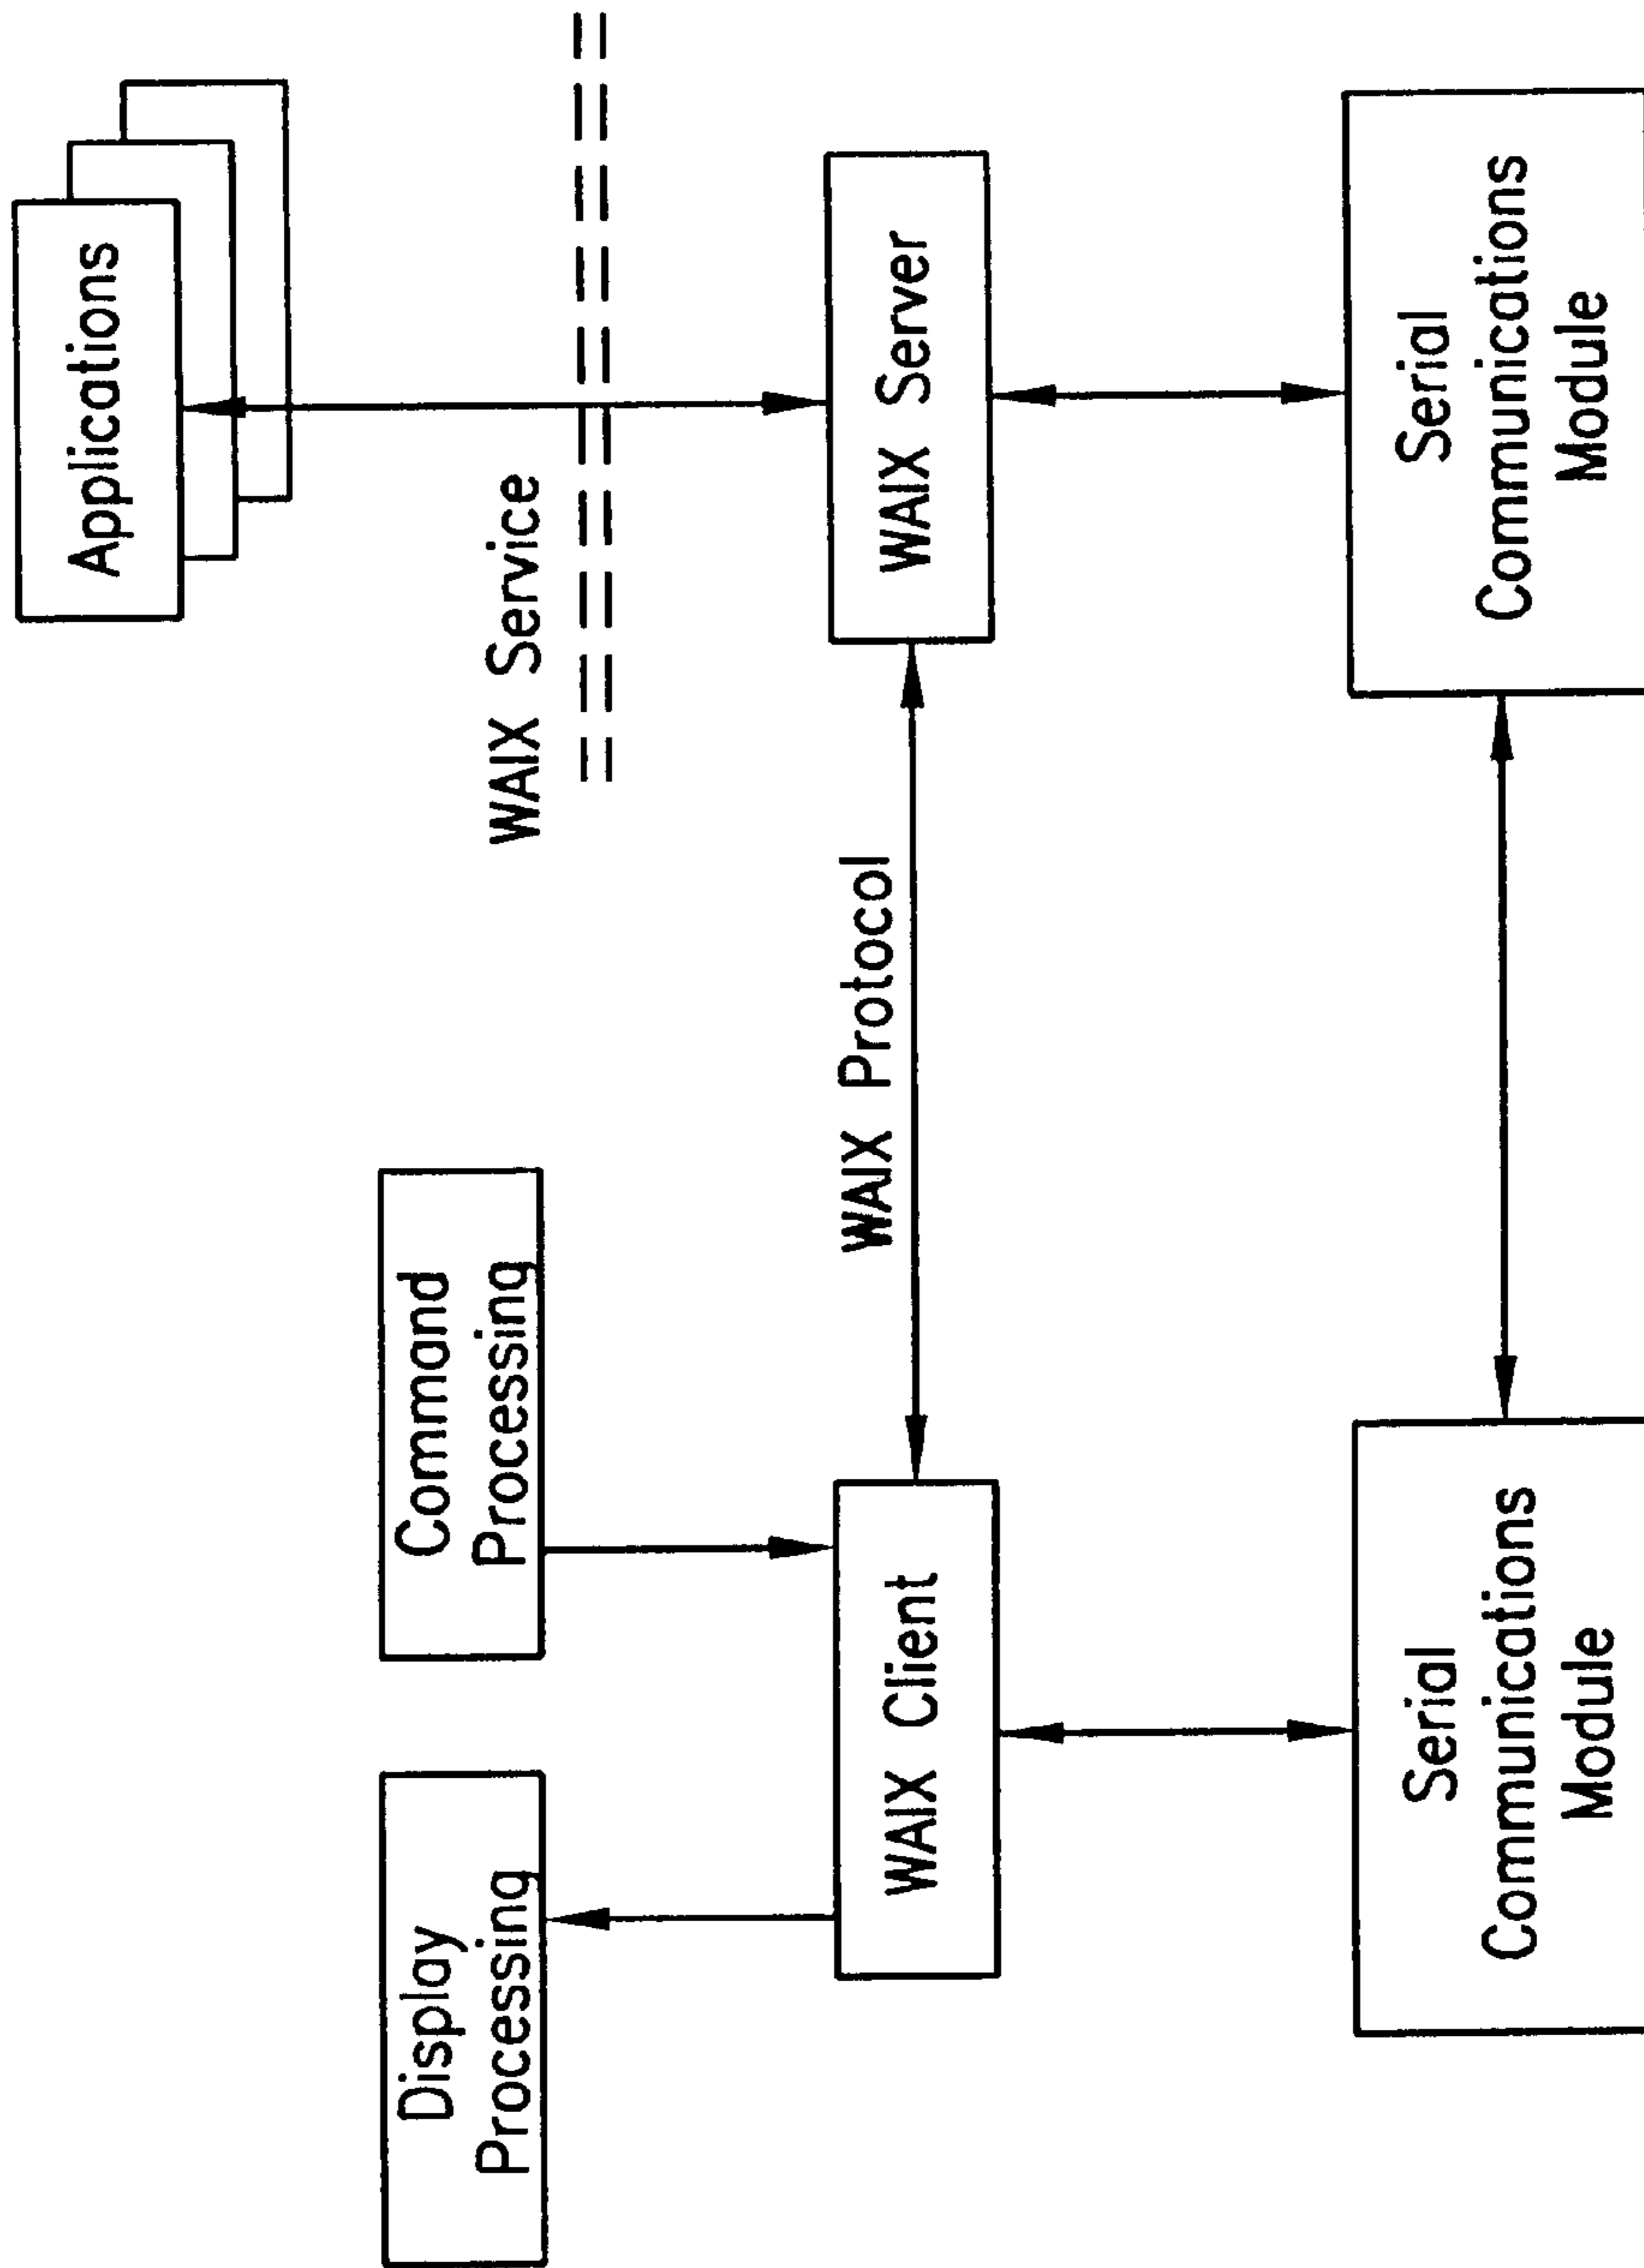 Applications
WAIX Service
Display
Processing
Command
Processing
WAIX Protocol
WAIX Client
WAIX Server
Serial
Communications
Module
Serial
Communications
Module